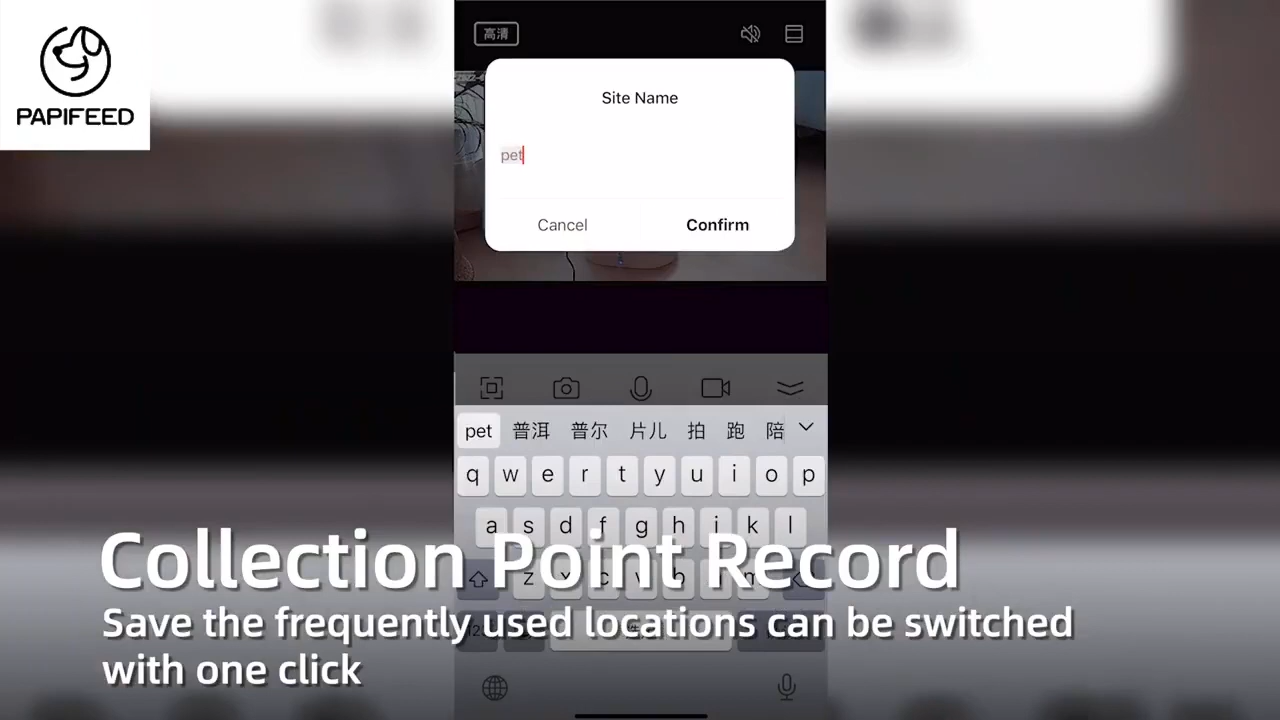 PAPIFEED
高清
Site Name
pet
Cancel
Confirm
pet 普洱 普尔 片儿 拍 跑 陪
q w e r t y u i o p
a s d f g h j k l
z x c v b m
Collection Point Record
Save the frequently used locations can be switched
with one click